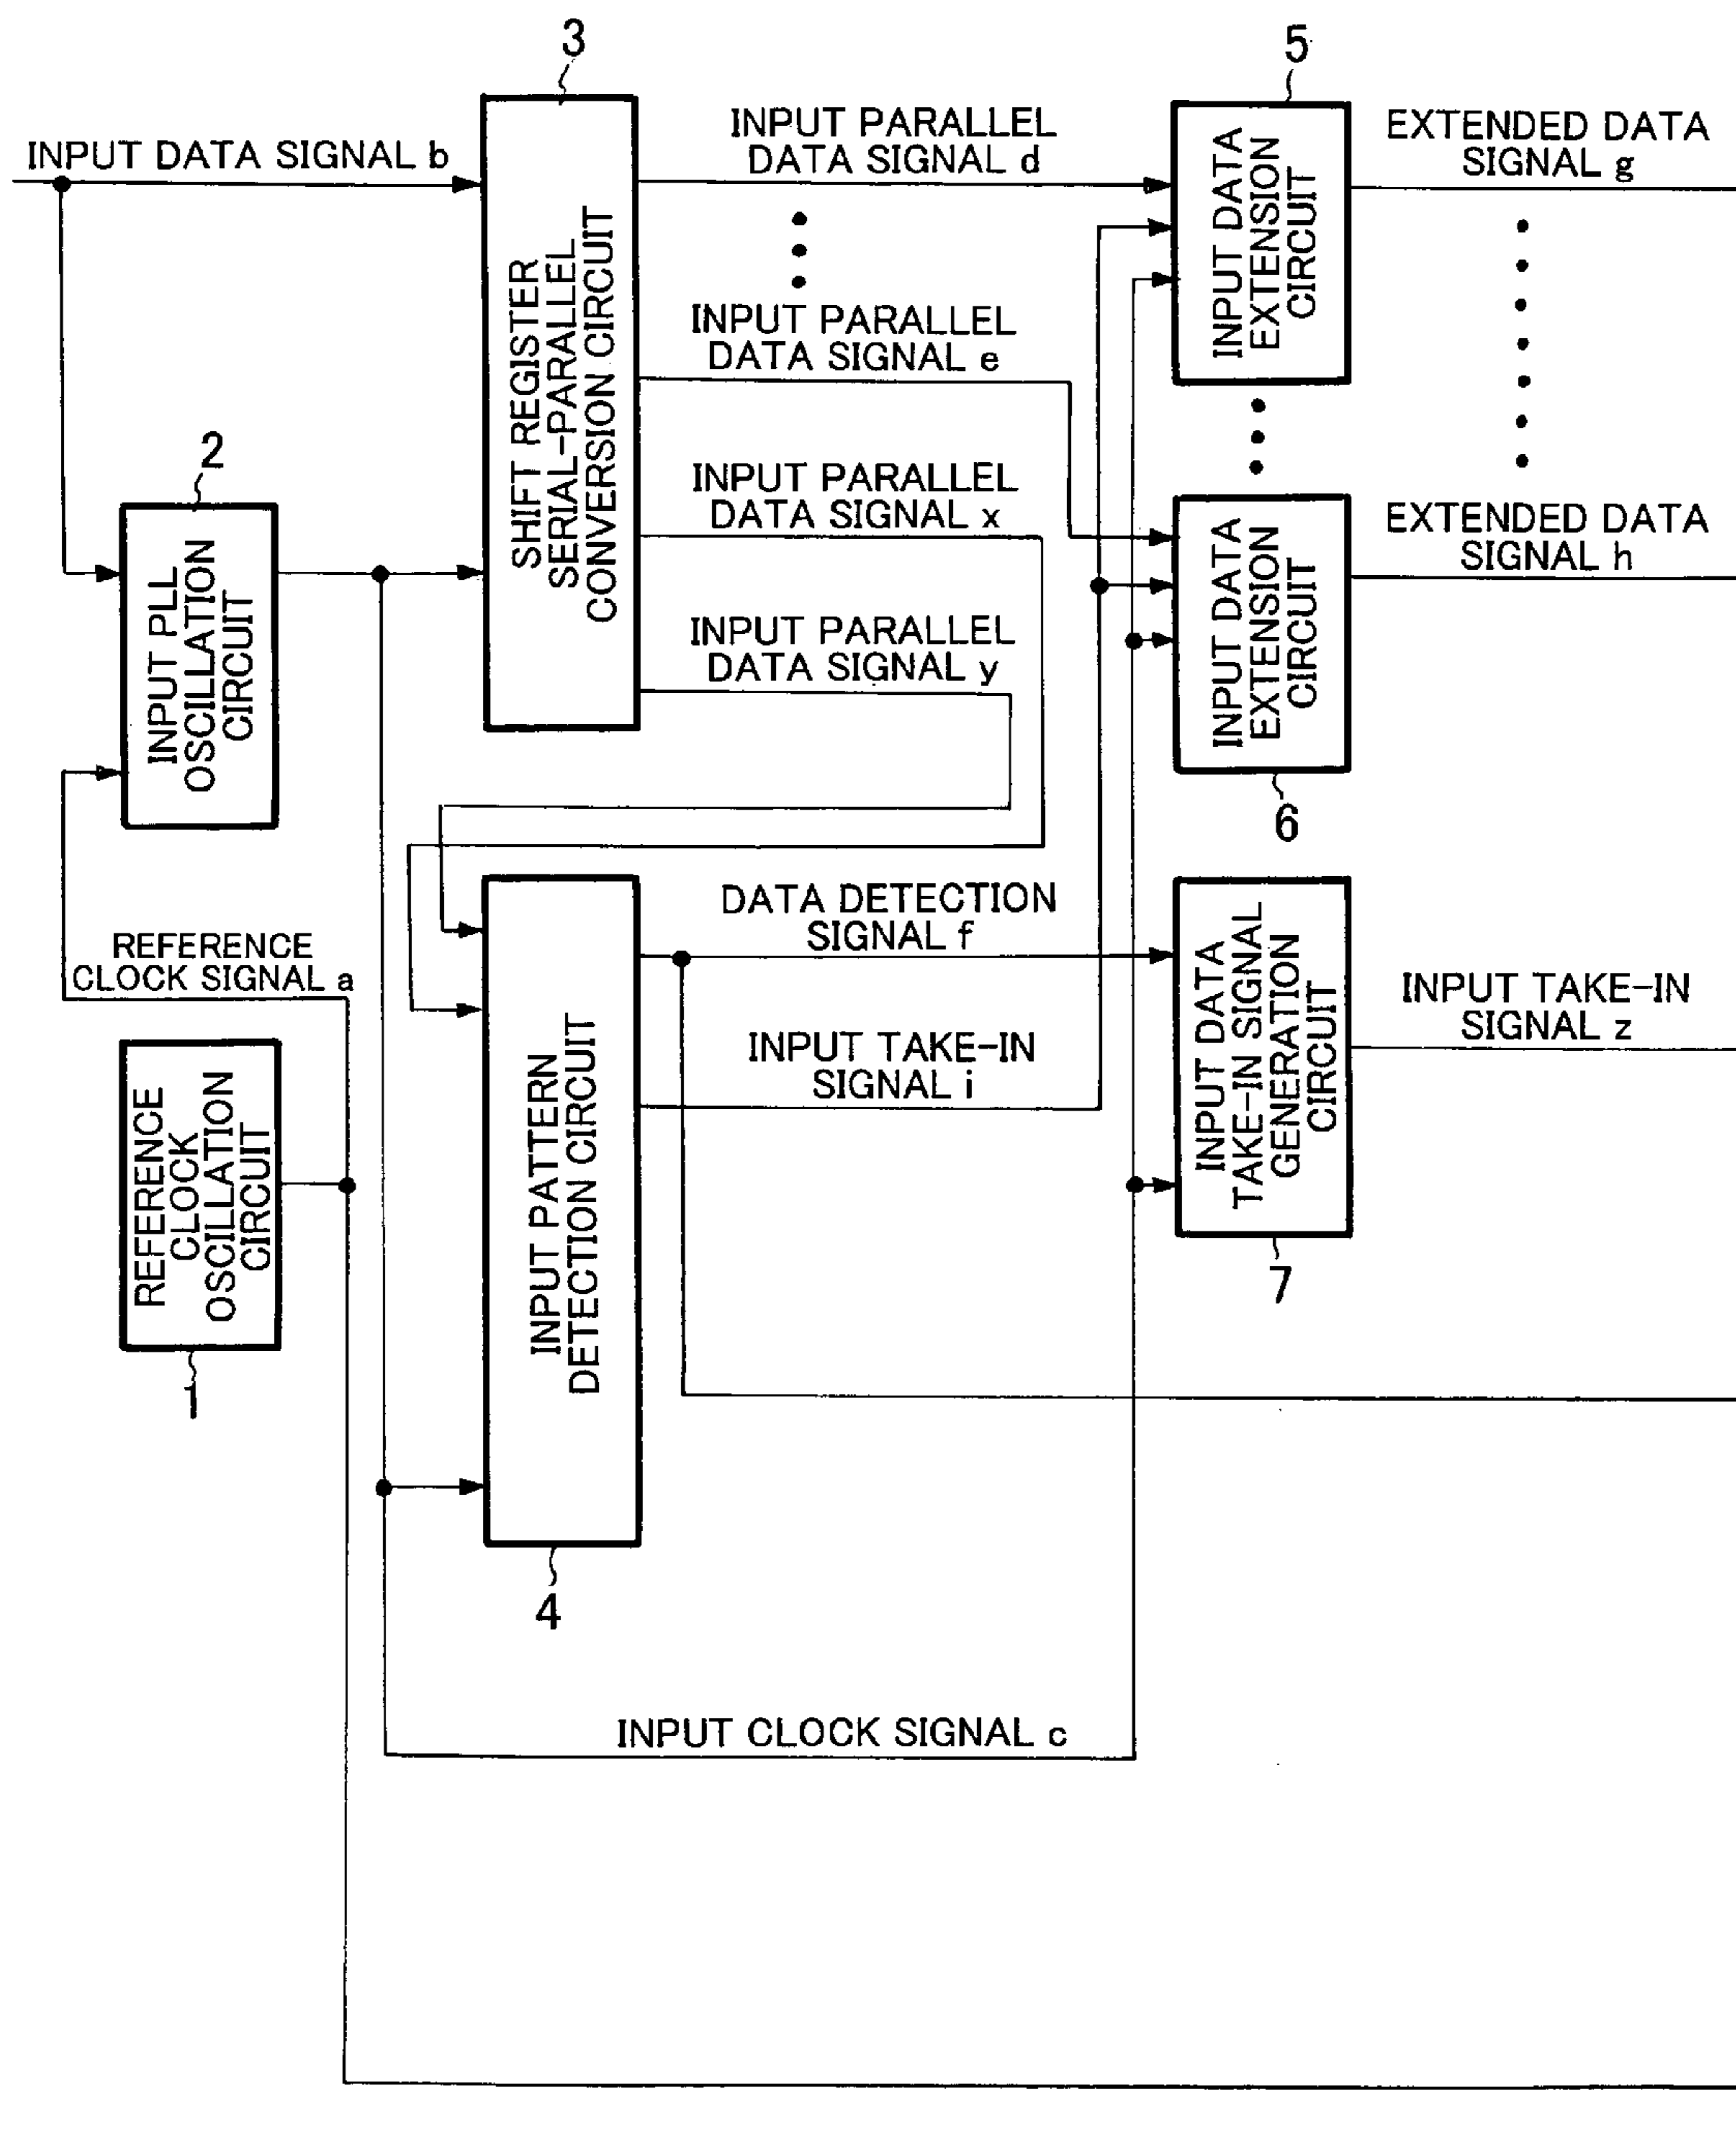 3
5
INPUT DATA SIGNAL b
SHIFT REGISTER
SERIAL-PARALLEL
CONVERSION CIRCUIT
INPUT PARALLEL
DATA SIGNAL d
INPUT DATA
EXTENSION
CIRCUIT
EXTENDED DATA
SIGNAL g
INPUT PARALLEL
DATA SIGNAL e
2
INPUT PLL
OSCILLATION
CIRCUIT
INPUT PARALLEL
DATA SIGNAL x
INPUT DATA
EXTENSION
CIRCUIT
EXTENDED DATA
SIGNAL h
INPUT PARALLEL
DATA SIGNAL y
6
REFERENCE
CLOCK SIGNAL a
DATA DETECTION
SIGNAL f
INPUT DATA
TAKE-IN SIGNAL
GENERATION
CIRCUIT
INPUT TAKE-IN
SIGNAL z
REFERENCE
CLOCK
OSCILLATION
CIRCUIT
INPUT PATTERN
DETECTION CIRCUIT
INPUT TAKE-IN
SIGNAL i
7
1
4
INPUT CLOCK SIGNAL c